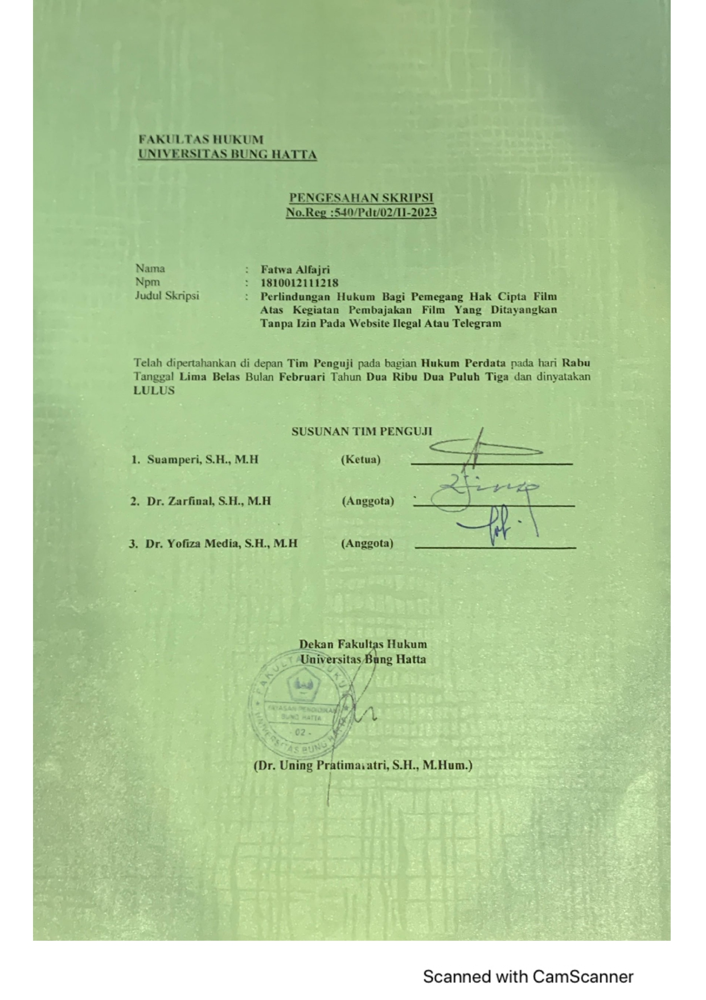 FAKULTAS HUKUM
UNIVERSITAS BUNG HATTA
PENGESAHAN SKRIPSI
No.Reg :540/Pdt/02/II-2023
Nama : Fatwa Alfajri
Npm : 1810012111218
Judul Skripsi : Perlindungan Hukum Bagi Pemegang Hak Cipta Film
Atas Kegiatan Pembajakan Film Yang Ditayangkan
Tanpa Izin Pada Website Ilegal Atau Telegram
Telah dipertahankan di depan Tim Penguji pada bagian Hukum Perdata pada hari Rabu
Tanggal Lima Belas Bulan Februari Tahun Dua Ribu Dua Puluh Tiga dan dinyatakan
LULUS
SUSUNAN TIM PENGUJI
1. Suamperi, S.H., M.H (Ketua)
2. Dr. Zarfinal, S.H., M.H (Anggota)
3. Dr. Yofiza Media, S.H., M.H (Anggota)
Dekan Fakultas Hukum
Universitas Bung Hatta
FAKULTAS HUKUM
YAYASAN PENDIDIKAN
BUNG HATTA
- 02 -
UNIVERSITAS BUNG HATTA
(Dr. Uning Pratimaratri, S.H., M.Hum.)
Scanned with CamScanner